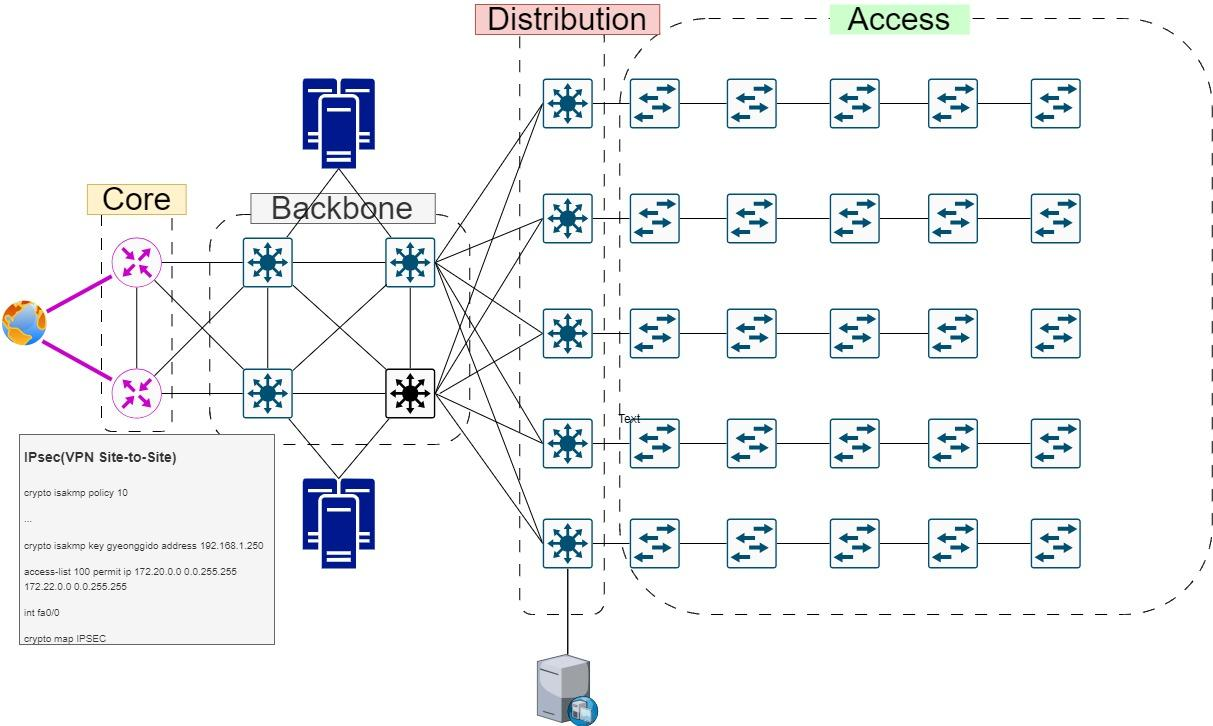 Distribution
Access
Core
Backbone
Text
IPsec(VPN Site-to-Site)
crypto isakmp policy 10
...
crypto isakmp key gyeonggido address 192.168.1.250
access-list 100 permit ip 172.20.0.0 0.0.255.255
172.22.0.0 0.0.255.255
int fa0/0
crypto map IPSEC